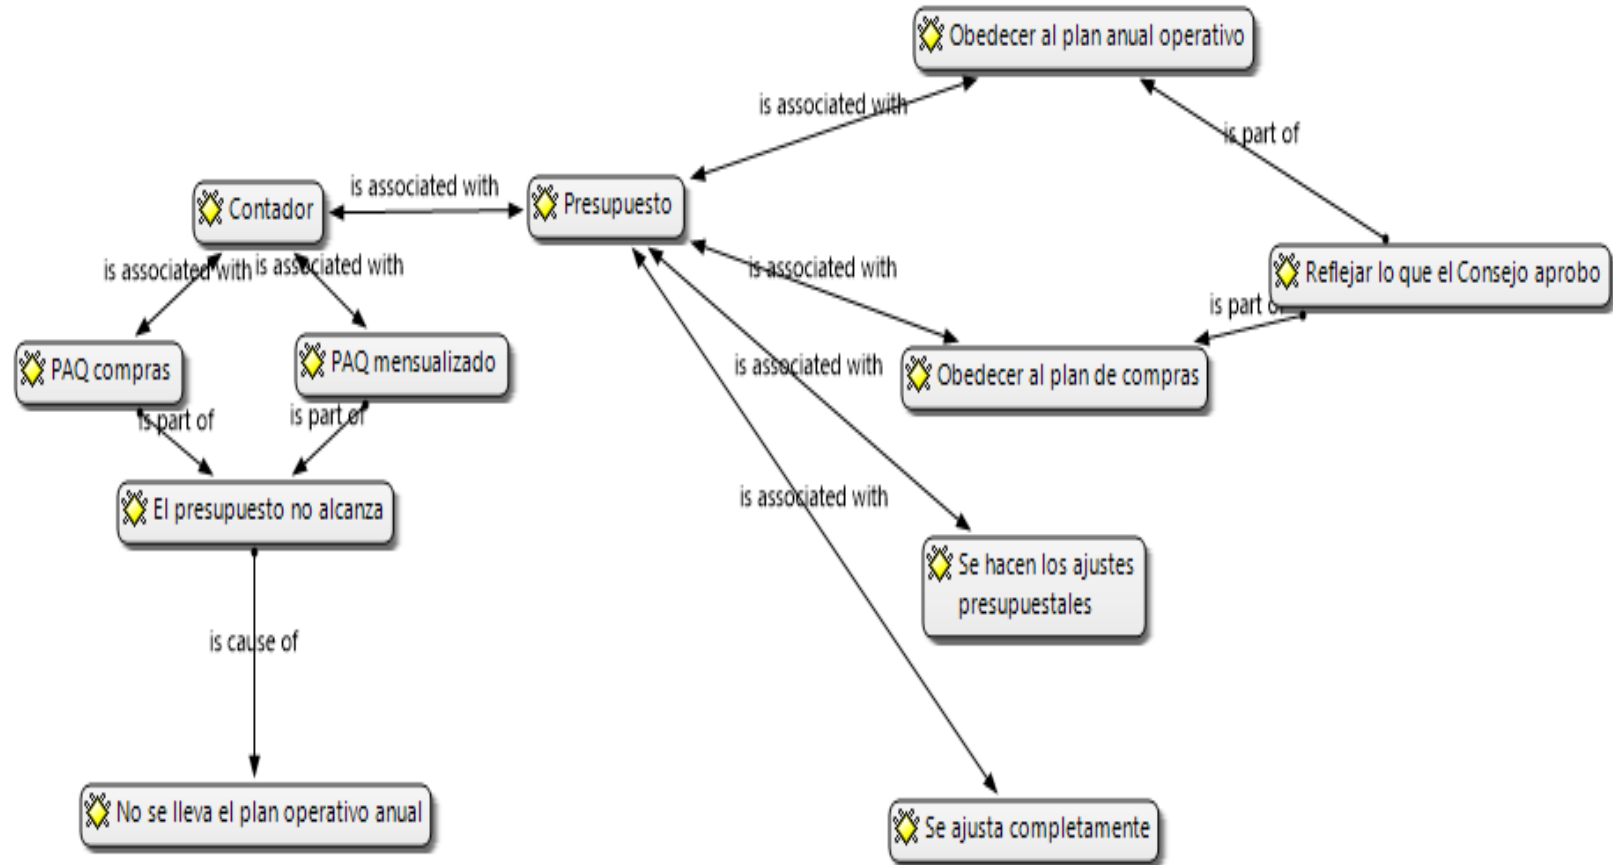 Obedecer al plan anual operativo
is associated with
is part of
is associated with
Contador
Presupuesto
is associated with
is associated with
is associated with
Reflejar lo que el Consejo aprobo
is part of
PAQ compras
PAQ mensualizado
is associated with
Obedecer al plan de compras
is part of
is part of
El presupuesto no alcanza
is associated with
Se hacen los ajustes
presupuestales
is cause of
No se lleva el plan operativo anual
Se ajusta completamente